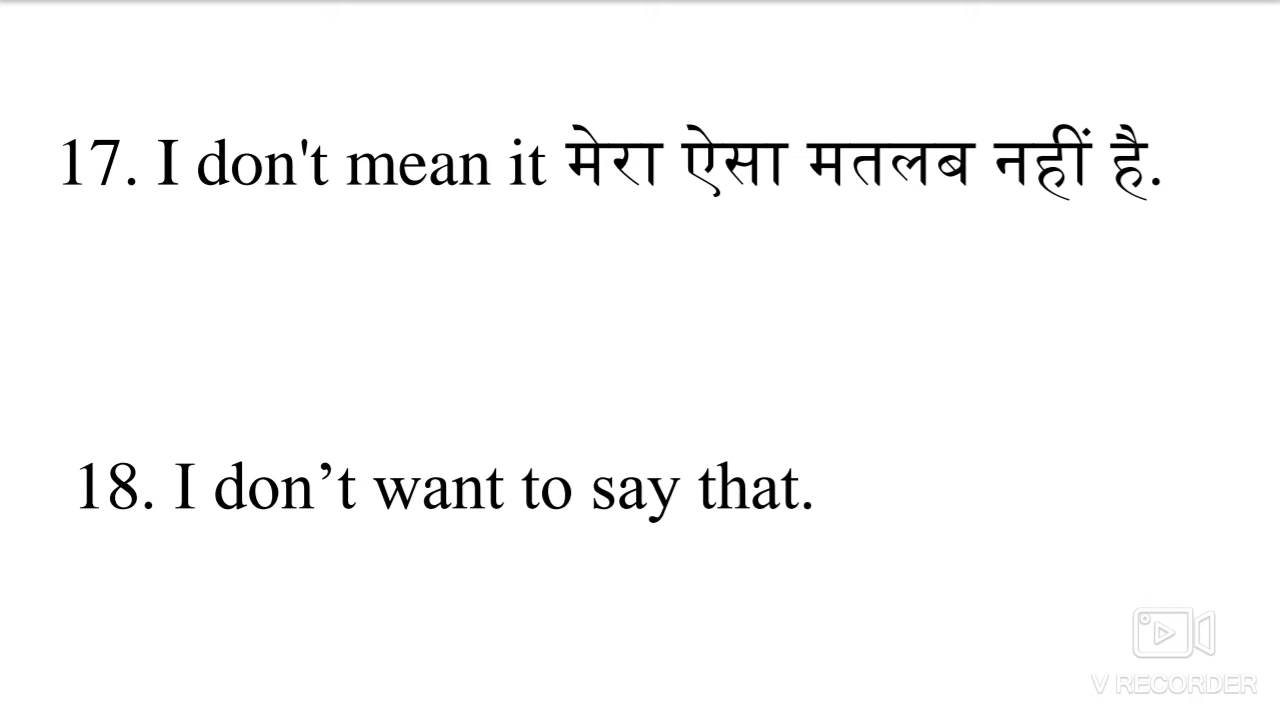 17. I don't mean it मेरा ऐसा मतलब नहीं है.
18. I don’t want to say that.
V RECORDER